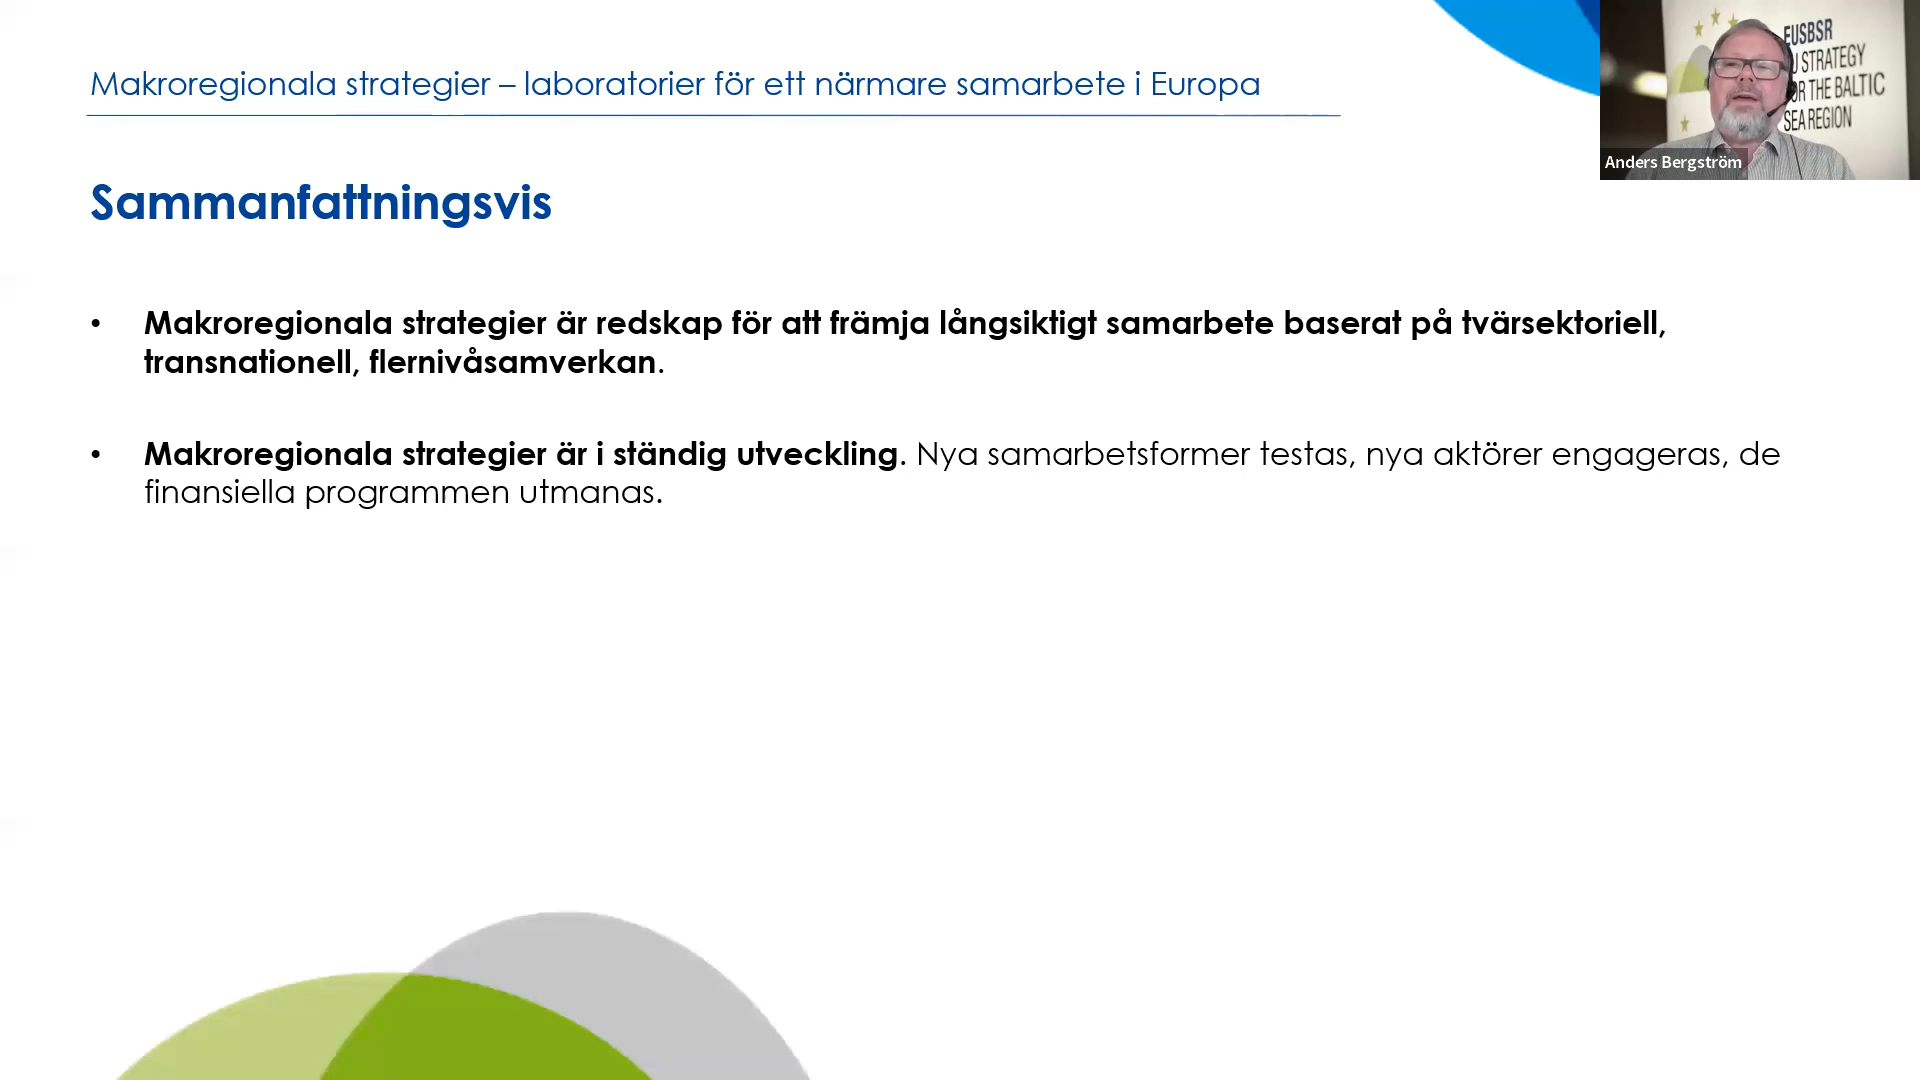 Makroregionala strategier – laboratorier för ett närmare samarbete i Europa
Sammanfattningsvis
• Makroregionala strategier är redskap för att främja långsiktigt samarbete baserat på tvärsektoriell,
transnationell, flernivåsamverkan.
• Makroregionala strategier är i ständig utveckling. Nya samarbetsformer testas, nya aktörer engageras, de
finansiella programmen utmanas.
EUSBSR
STRATEGY
THE BALTIC
SEA REGION
Anders Bergström